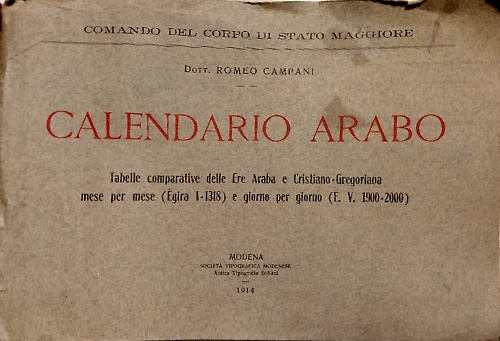 COMANDO DEL CORPO DI STATO MAGGIORE
DOTT. ROMEO CAMPANI
CALENDARIO ARABO
Tabelle comparative delle Ere Araba e Cristiano-Gregoriana
mese per mese (Égira 1-1318) e giorno per giorno (E. V. 1900-2000)
MODENA
SOCIETÀ TIPOGRAFICA MODENESE
Antica Tipografia Soliani
1914